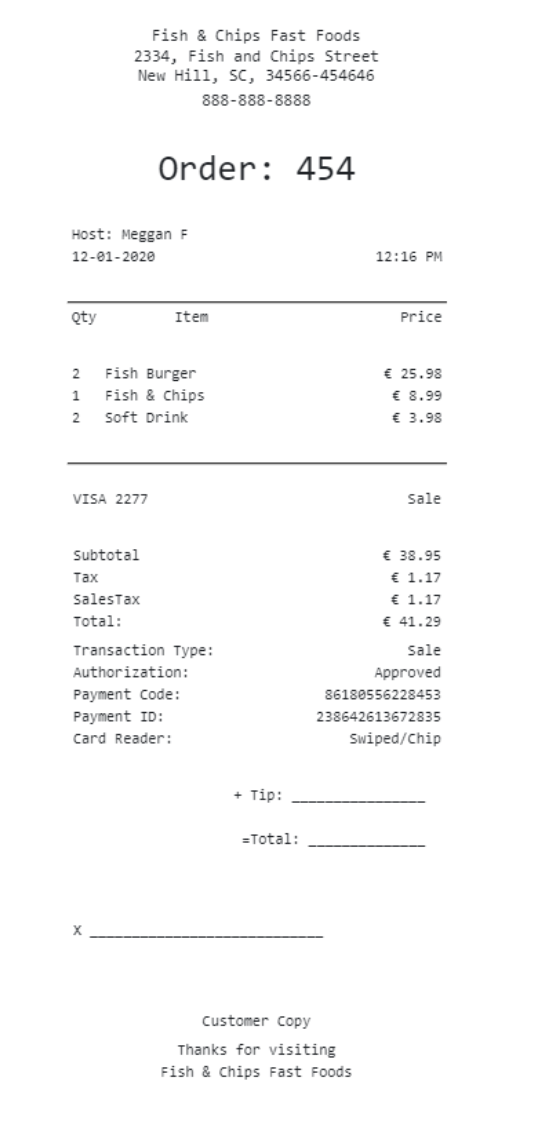 Fish & Chips Fast Foods
2334, Fish and Chips Street
New Hill, SC, 34566-454646
888-888-8888
Order: 454
Host: Meggan F
12-01-2020 12:16 PM
Qty Item Price
2 Fish Burger € 25.98
1 Fish & Chips € 8.99
2 Soft Drink € 3.98
VISA 2277 Sale
Subtotal € 38.95
Tax € 1.17
SalesTax € 1.17
Total: € 41.29
Transaction Type: Sale
Authorization: Approved
Payment Code: 86180556228453
Payment ID: 238642613672835
Card Reader: Swiped/Chip
+ Tip: ________________
=Total: ______________
X ____________________________
Customer Copy
Thanks for visiting
Fish & Chips Fast Foods